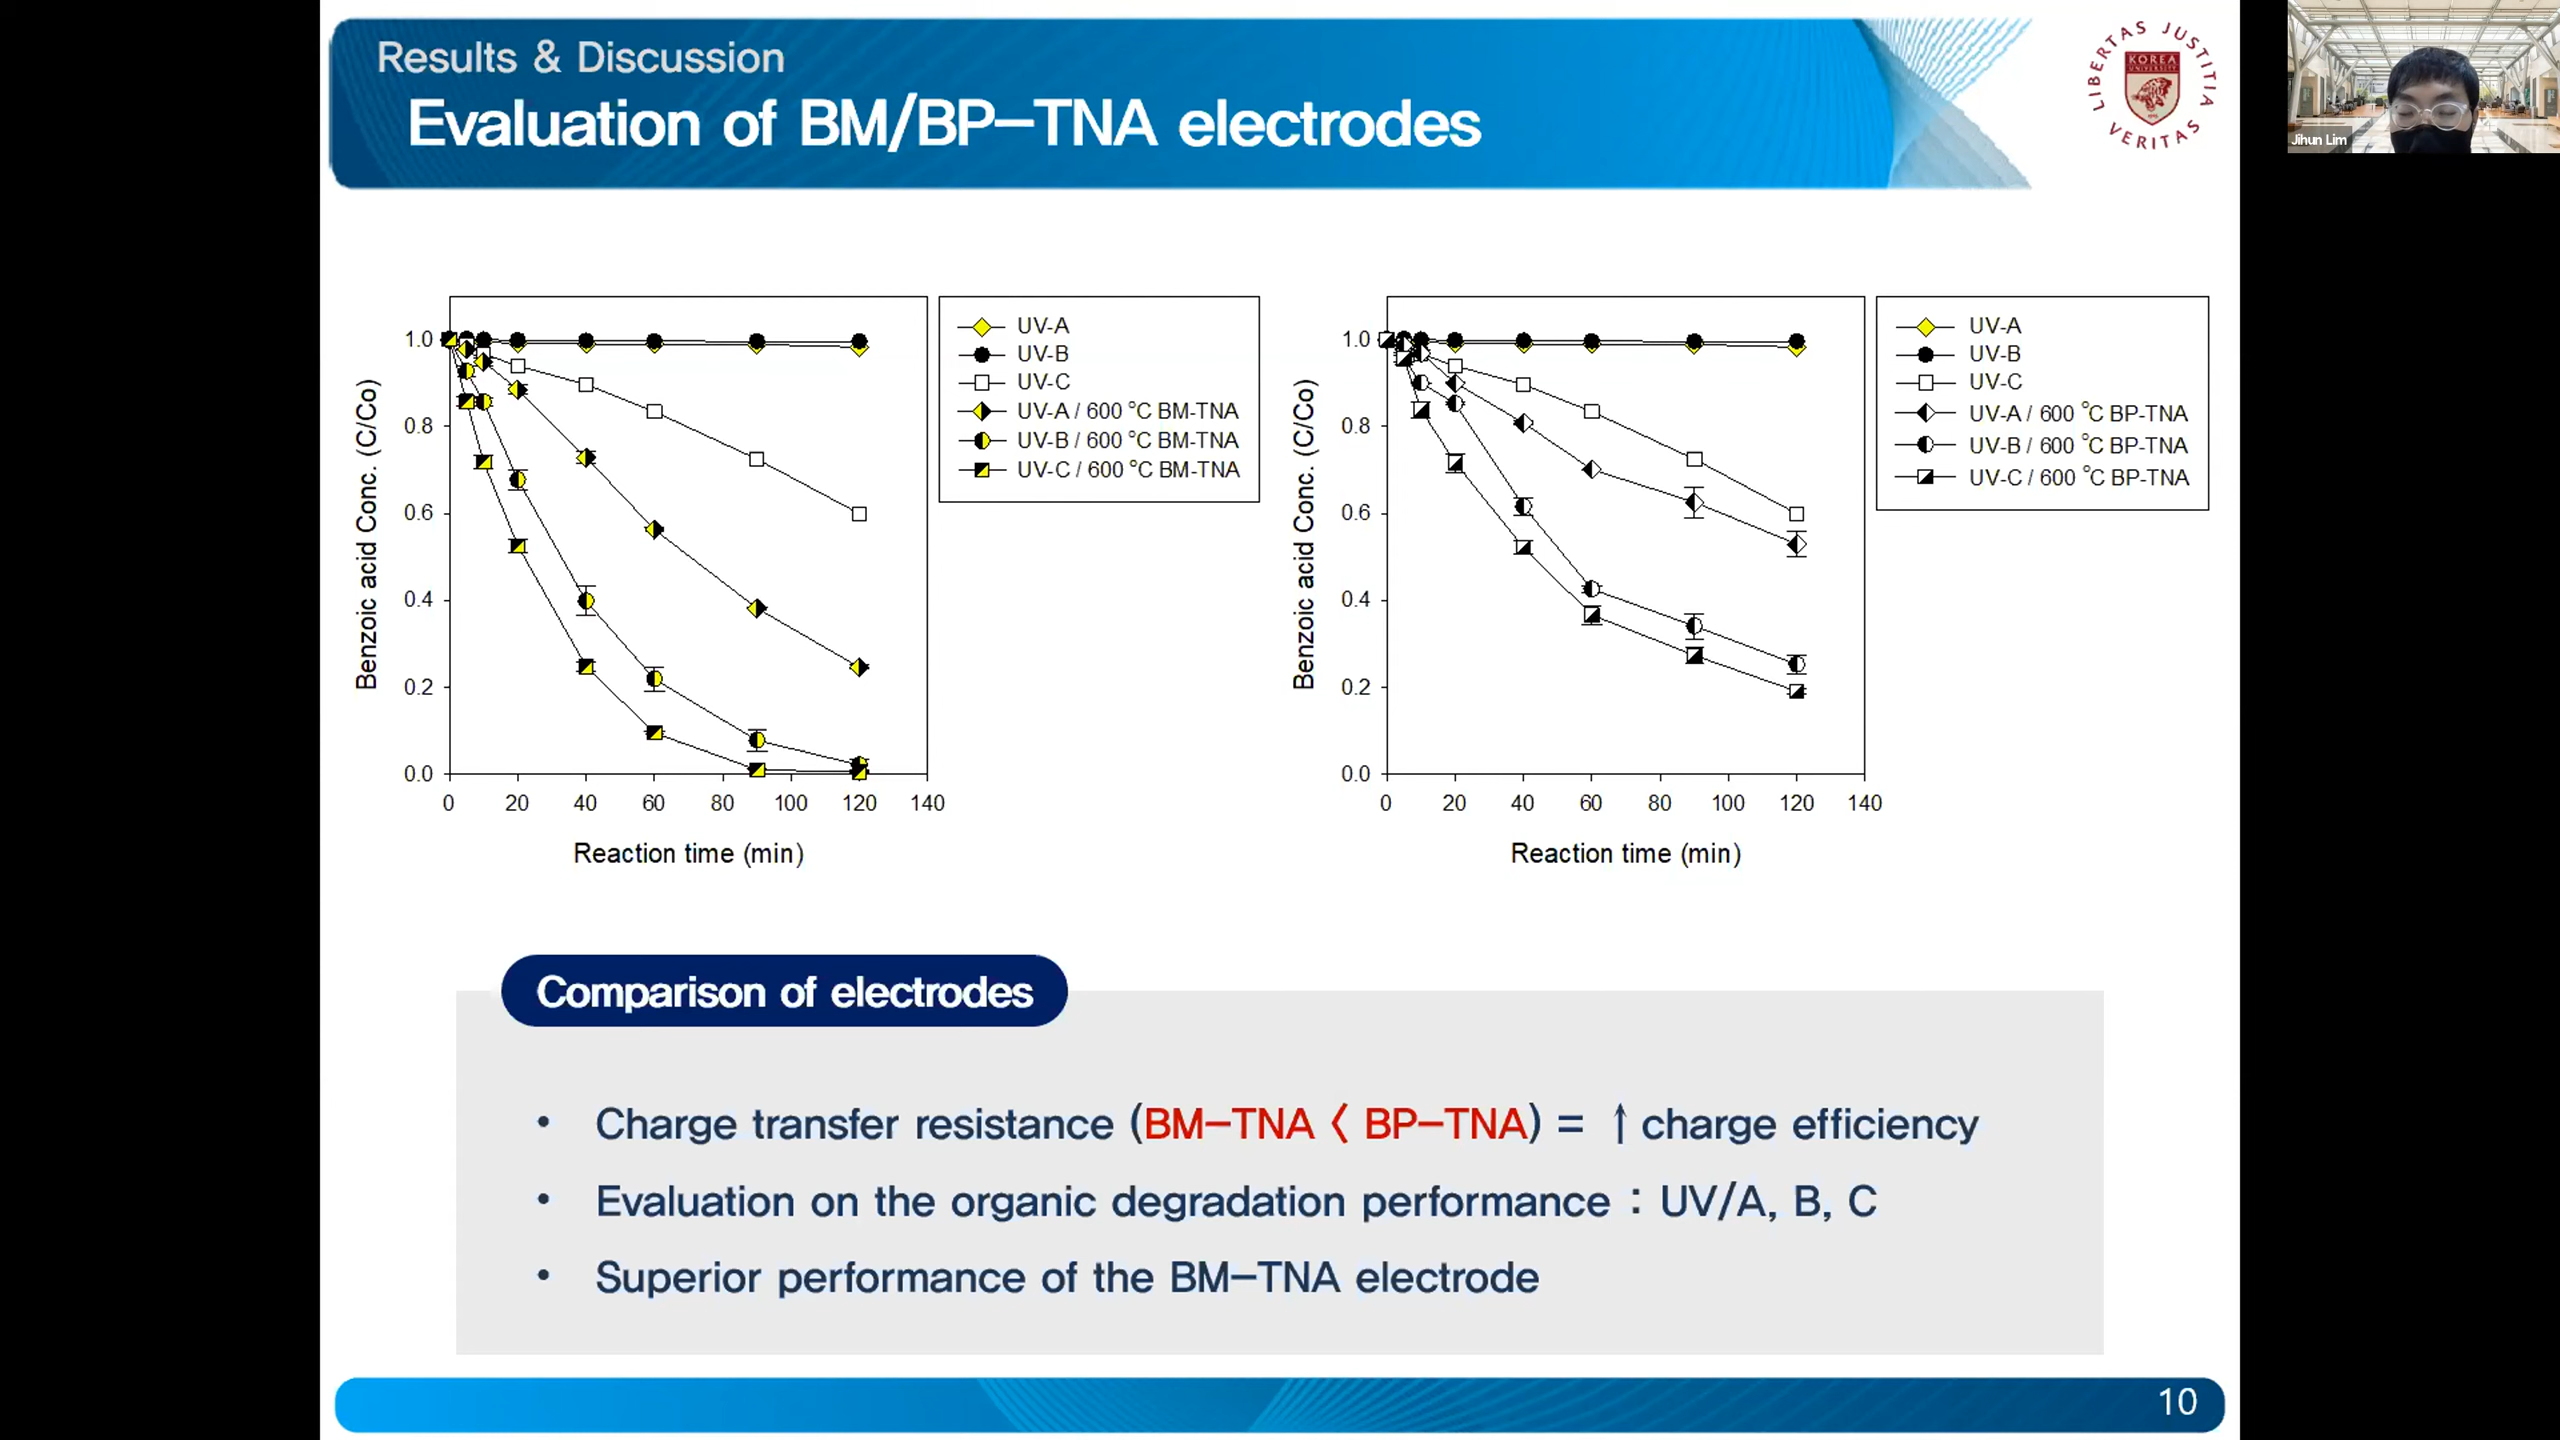 Results & Discussion
Evaluation of BM/BP–TNA electrodes
LIBERTAS JUSTITIA VERITAS
KOREA
UNIVERSITY
Jihun Lim
Benzoic acid Conc. (C/Co)
1.0
0.8
0.6
0.4
0.2
0.0
0 20 40 60 80 100 120 140
Reaction time (min)
UV-A
UV-B
UV-C
UV-A / 600 °C BM-TNA
UV-B / 600 °C BM-TNA
UV-C / 600 °C BM-TNA
Benzoic acid Conc. (C/Co)
1.0
0.8
0.6
0.4
0.2
0.0
0 20 40 60 80 100 120 140
Reaction time (min)
UV-A
UV-B
UV-C
UV-A / 600 °C BP-TNA
UV-B / 600 °C BP-TNA
UV-C / 600 °C BP-TNA
Comparison of electrodes
• Charge transfer resistance (BM–TNA < BP–TNA) = ↑ charge efficiency
• Evaluation on the organic degradation performance : UV/A, B, C
• Superior performance of the BM–TNA electrode
10